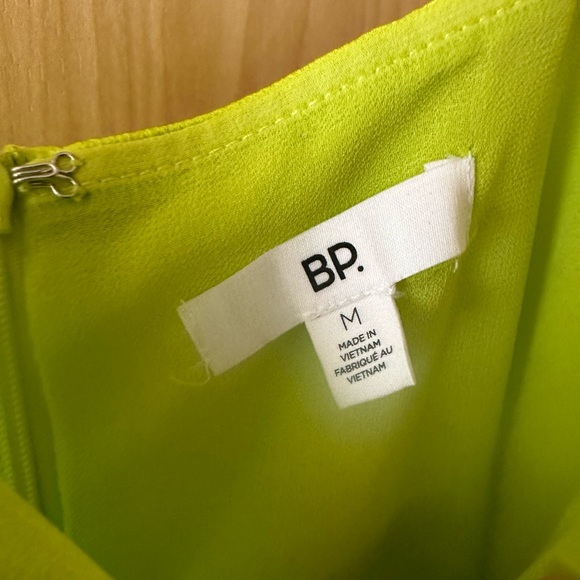 BP.
M
MADE IN
VIETNAM
FABRIQUÉ AU
VIETNAM